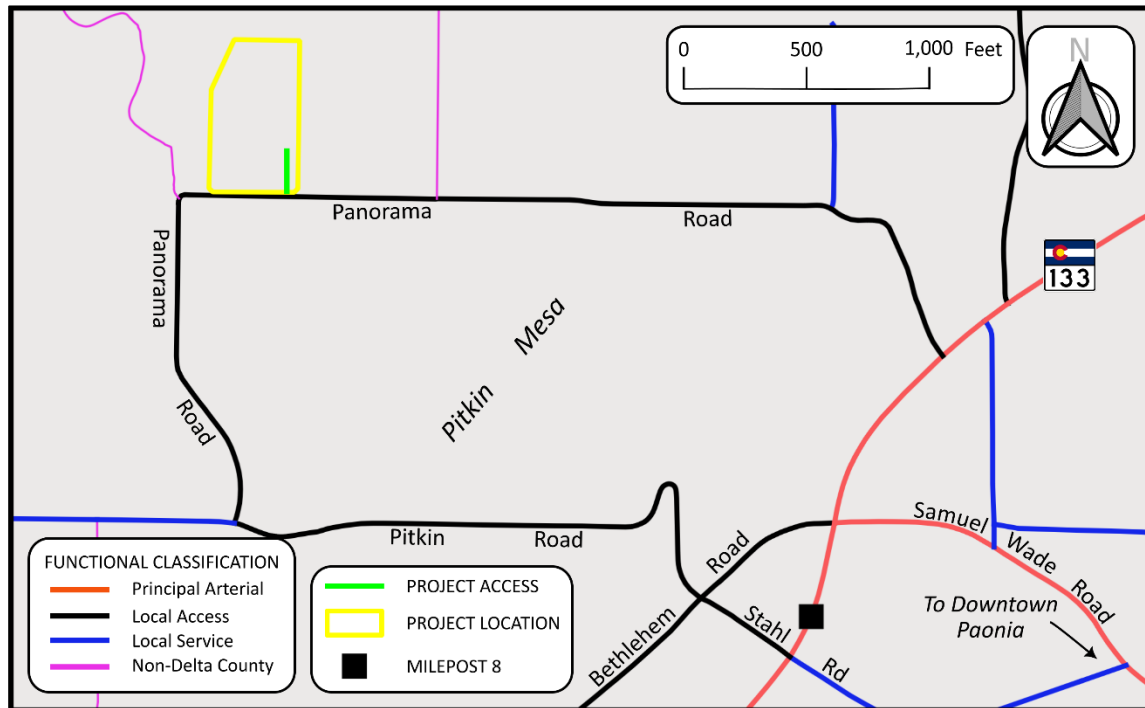 0 500 1,000 Feet
N
Panorama Road
133
Panorama Road
Pitkin Mesa
Pitkin Road
Bethlehem Road
Samuel Wade Road
Stahl Rd
To Downtown
Paonia
FUNCTIONAL CLASSIFICATION
Principal Arterial
Local Access
Local Service
Non-Delta County
PROJECT ACCESS
PROJECT LOCATION
MILEPOST 8